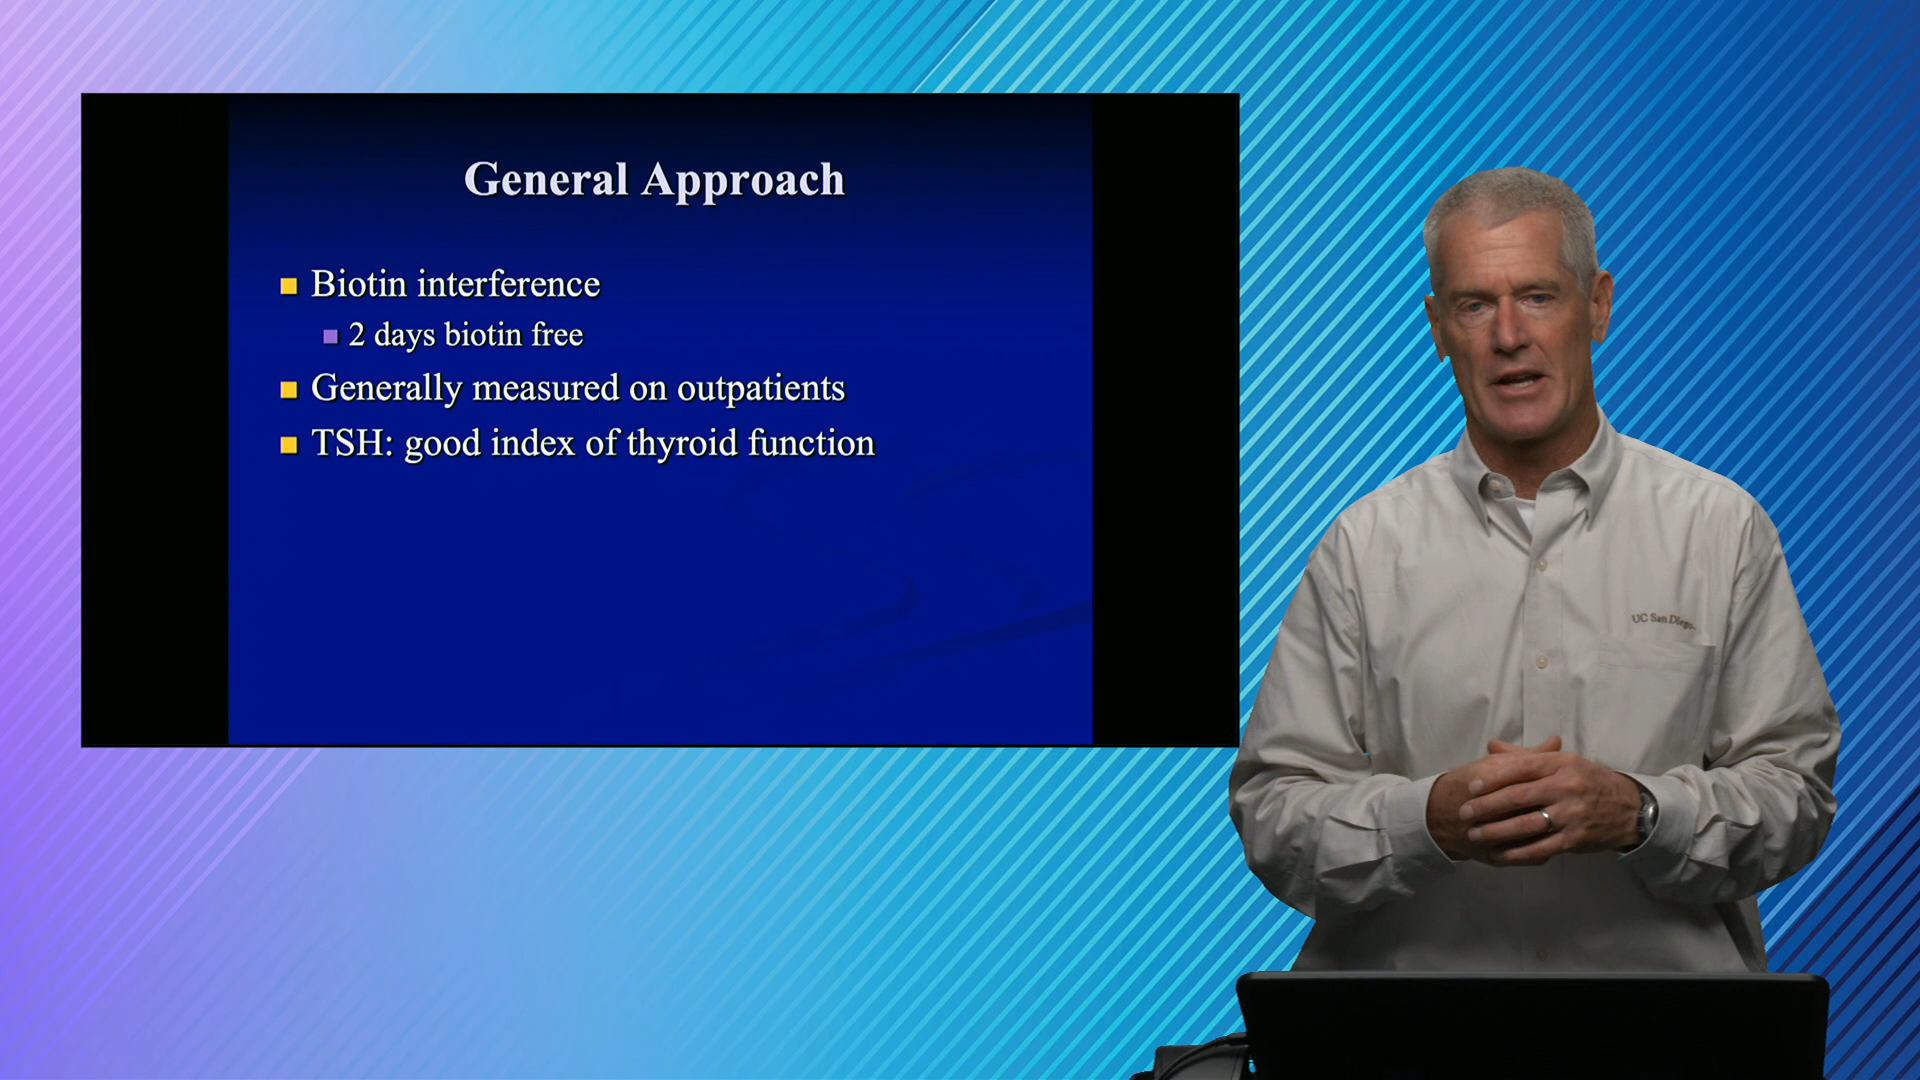 General Approach
Biotin interference
2 days biotin free
Generally measured on outpatients
TSH: good index of thyroid function
UC San Diego